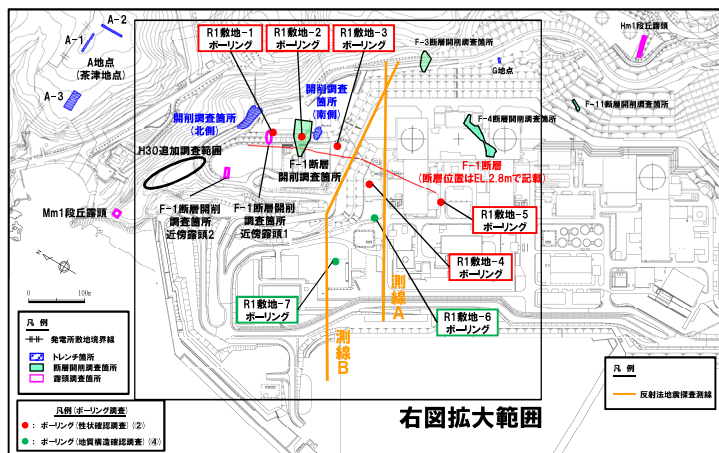 A-1
A-2
A地点
(茶津地点)
A-3
R1敷地-1
ボーリング
R1敷地-2
ボーリング
R1敷地-3
ボーリング
F-3断層開削調査箇所
G地点
Hm1段丘露頭
F-11断層開削調査箇所
F-4断層開削調査箇所
開削調査箇所
(北側)
開削調査
箇所
(南側)
H30追加調査範囲
F-1断層
開削調査箇所
F-1断層
(断層位置はEL.2.8mで記載)
Mm1段丘露頭
F-1断層開削
調査箇所
近傍露頭2
F-1断層開削
調査箇所
近傍露頭1
R1敷地-5
ボーリング
R1敷地-4
ボーリング
R1敷地-7
ボーリング
R1敷地-6
ボーリング
測線A
測線B
N
0
100m
凡 例
発電所敷地境界線
トレンチ箇所
断層開削調査箇所
露頭調査箇所
凡例(ボーリング調査)
: ボーリング(性状確認調査) (②)
: ボーリング(地質構造確認調査) (④)
右図拡大範囲
凡 例
反射法地震探査測線